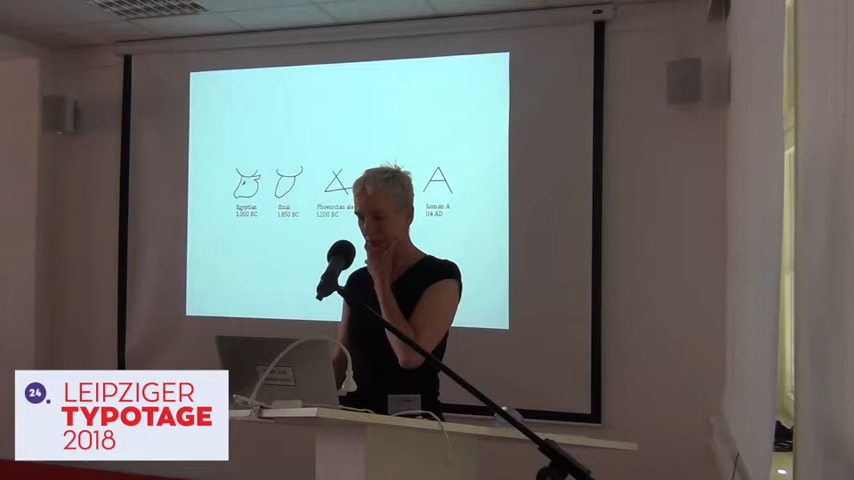 Egyptian
3,000 BC
Sinai
1,850 BC
Phoenician
1,200 BC
A
Roman A
114 AD
24.
LEIPZIGER
TYPOTAGE
2018